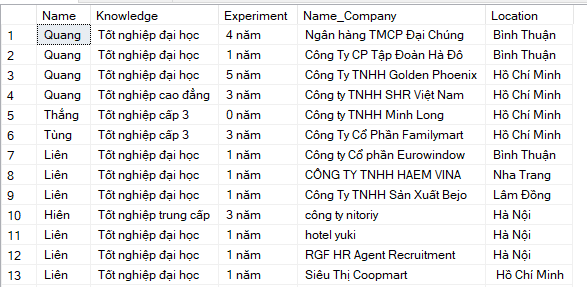 Name Knowledge Experiment Name_Company Location
1 Quang Tốt nghiệp đại học 4 năm Ngân hàng TMCP Đại Chúng Bình Thuận
2 Quang Tốt nghiệp đại học 1 năm Công Ty CP Tập Đoàn Hà Đô Bình Thuận
3 Quang Tốt nghiệp đại học 5 năm Công Ty TNHH Golden Phoenix Hồ Chí Minh
4 Quang Tốt nghiệp cao đẳng 3 năm Công ty TNHH SHR Việt Nam Hồ Chí Minh
5 Thắng Tốt nghiệp cấp 3 0 năm Công ty TNHH Minh Long Hồ Chí Minh
6 Tùng Tốt nghiệp cấp 3 3 năm Công Ty Cổ Phần Familymart Hồ Chí Minh
7 Liên Tốt nghiệp đại học 1 năm Công ty Cổ phần Eurowindow Bình Thuận
8 Liên Tốt nghiệp đại học 1 năm CÔNG TY TNHH HAEM VINA Nha Trang
9 Liên Tốt nghiệp đại học 1 năm Công Ty TNHH Sản Xuất Bejo Lâm Đồng
10 Hiên Tốt nghiệp trung cấp 3 năm công ty nitoriy Hà Nội
11 Liên Tốt nghiệp đại học 1 năm hotel yuki Hà Nội
12 Liên Tốt nghiệp đại học 1 năm RGF HR Agent Recruitment Hà Nội
13 Liên Tốt nghiệp đại học 1 năm Siêu Thị Coopmart Hồ Chí Minh